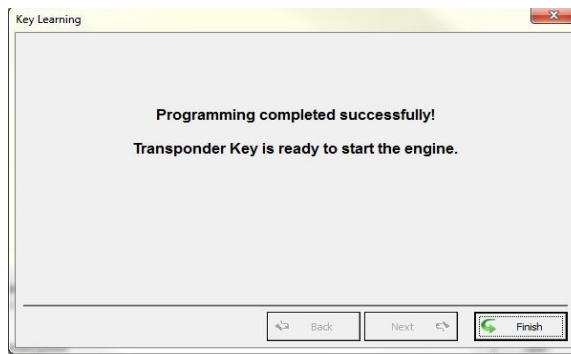 Key Learning
Programming completed successfully!
Transponder Key is ready to start the engine.
Back
Next
Finish